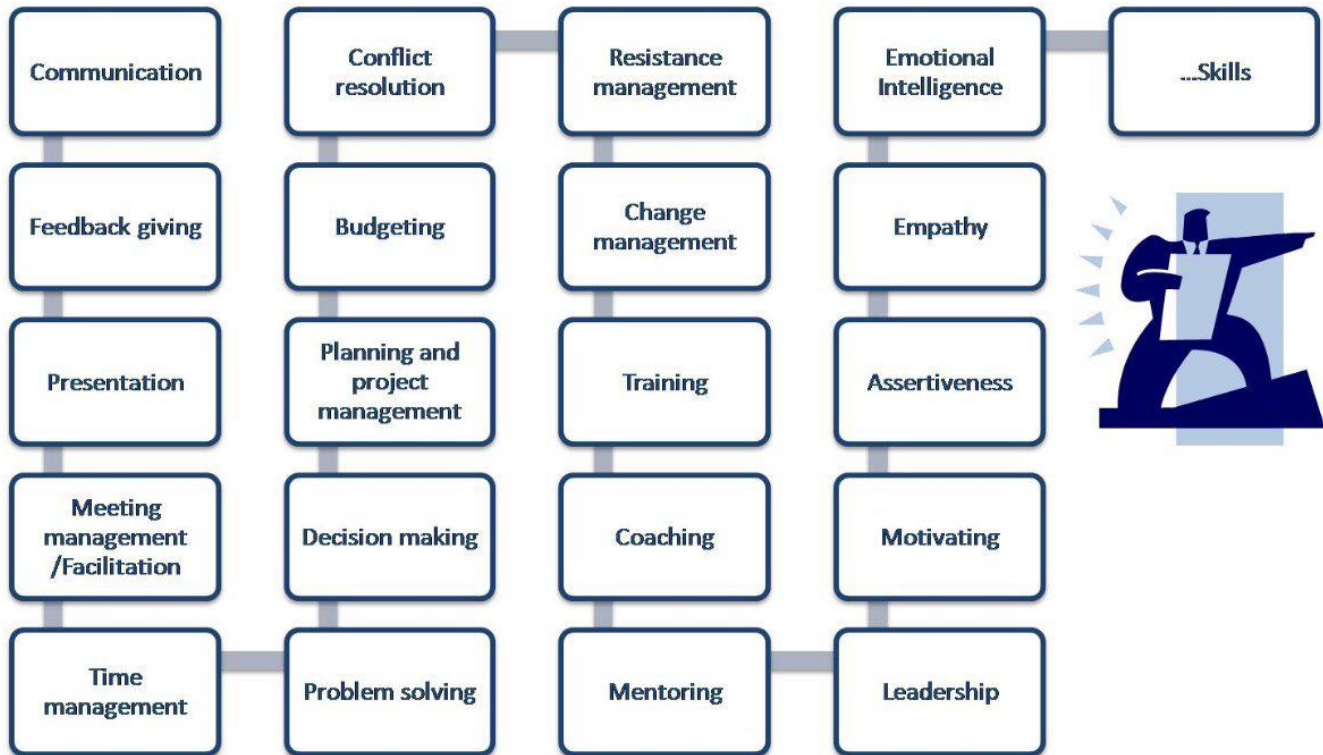 Communication
Feedback giving
Presentation
Meeting
management
/Facilitation
Time
management
Problem solving
Decision making
Planning and
project
management
Budgeting
Conflict
resolution
Resistance
management
Change
management
Training
Coaching
Mentoring
Leadership
Motivating
Assertiveness
Empathy
Emotional
Intelligence
...Skills